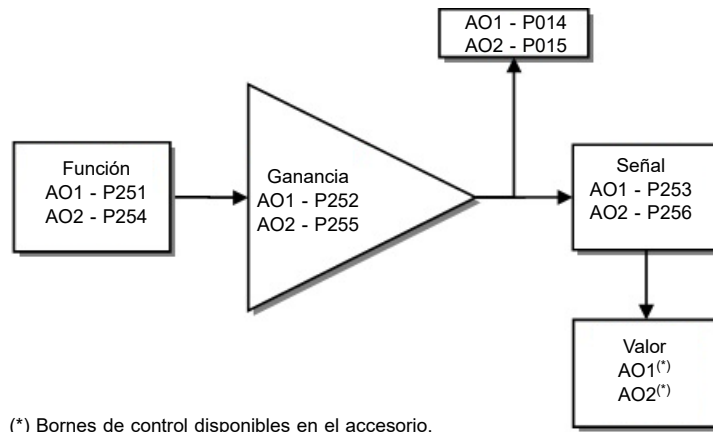 AO1 - P014
AO2 - P015
Función
AO1 - P251
AO2 - P254
Ganancia
AO1 - P252
AO2 - P255
Señal
AO1 - P253
AO2 - P256
Valor
AO1(*)
AO2(*)
(*) Bornes de control disponibles en el accesorio.